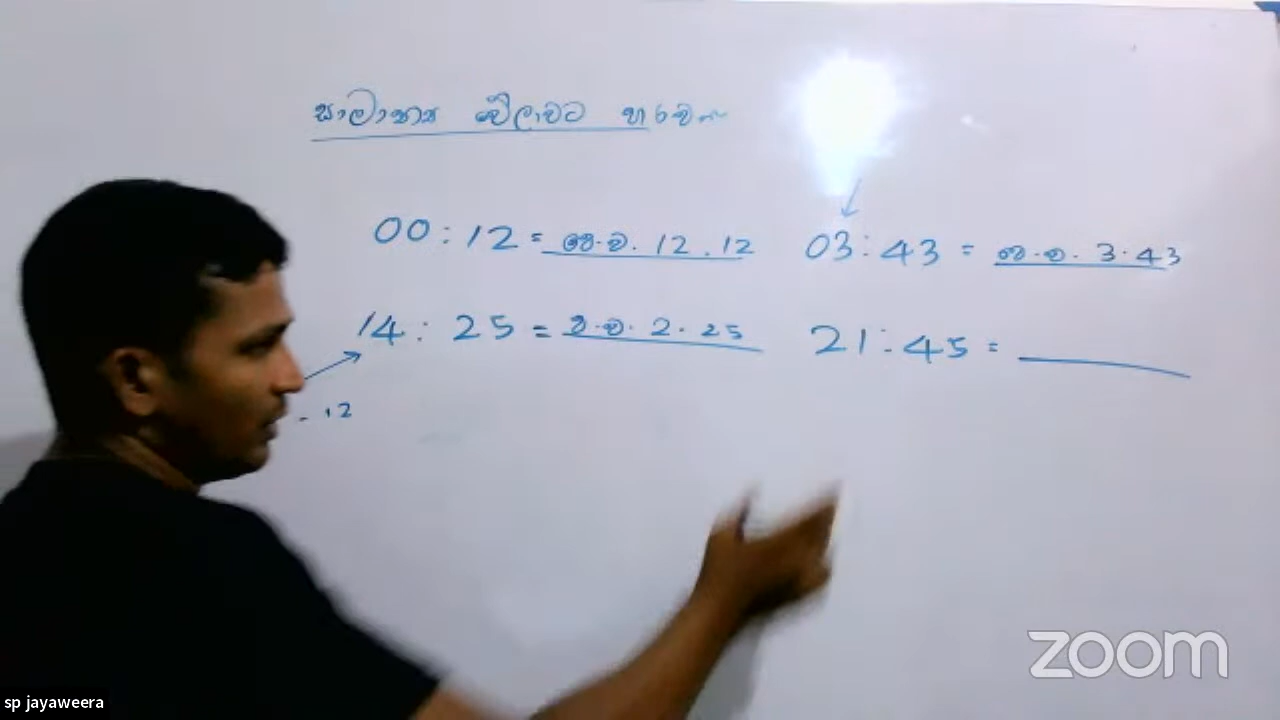 සාමාන්‍ය වේලාවට හරවන්න
00:12 = පෙ.ව. 12.12 03:43 = පෙ.ව. 3.43
14:25 = ප.ව. 2.25 21:45 =
- 12
zoom
sp jayaweera